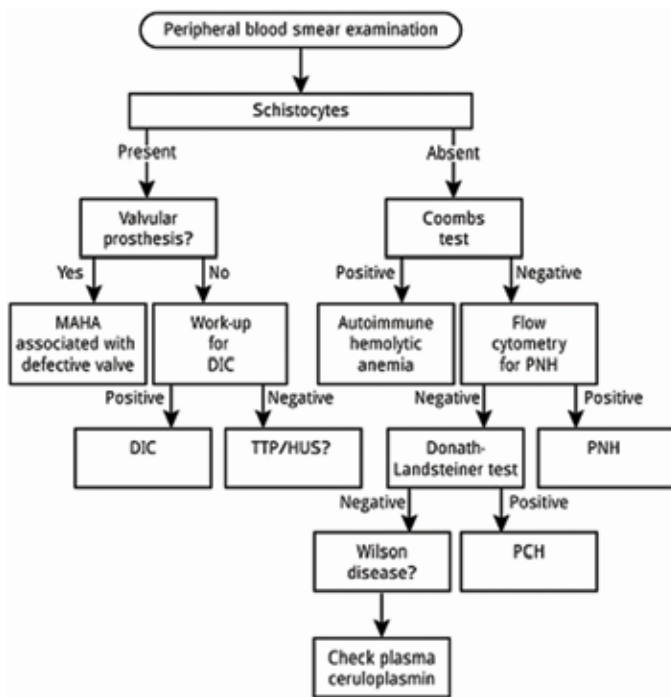 Peripheral blood smear examination
Schistocytes
Present
Absent
Valvular
prosthesis?
Coombs
test
Yes
No
Positive
Negative
MAHA
associated with
defective valve
Work-up
for
DIC
Autoimmune
hemolytic
anemia
Flow
cytometry
for PNH
Positive
Negative
Negative
Positive
DIC
TTP/HUS?
Donath-
Landsteiner test
PNH
Negative
Positive
Wilson
disease?
PCH
Check plasma
ceruloplasmin